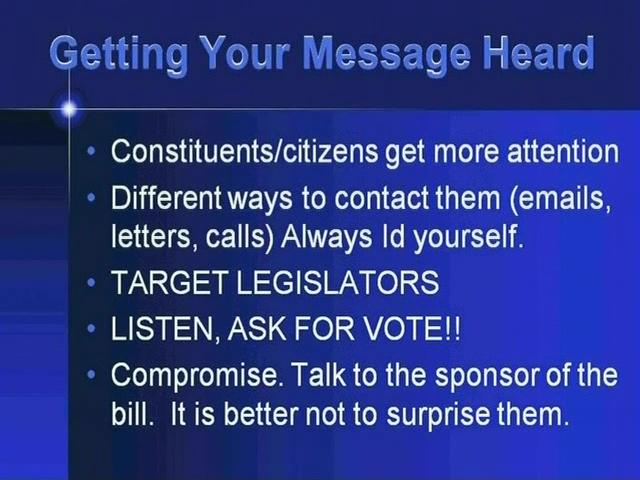 Getting Your Message Heard
• Constituents/citizens get more attention
• Different ways to contact them (emails,
letters, calls) Always Id yourself.
• TARGET LEGISLATORS
• LISTEN, ASK FOR VOTE!!
• Compromise. Talk to the sponsor of the
bill.  It is better not to surprise them.